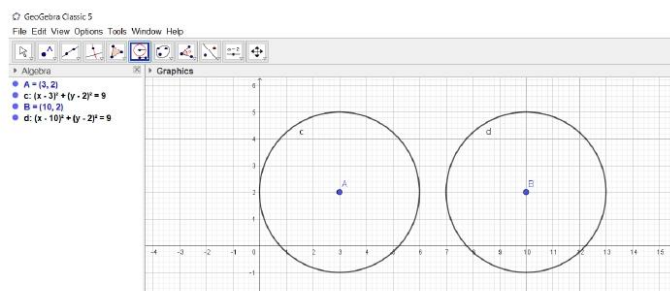 GeoGebra Classic 5
File Edit View Options Tools Window Help
a=2
Algebra
Graphics
A = (3, 2)
c: (x - 3)² + (y - 2)² = 9
B = (10, 2)
d: (x - 10)² + (y - 2)² = 9
6
5
4
c
d
3
2
A
B
1
-4 -3 -2 -1 0 1 2 3 4 5 6 7 8 9 10 11 12 13 14 15
-1